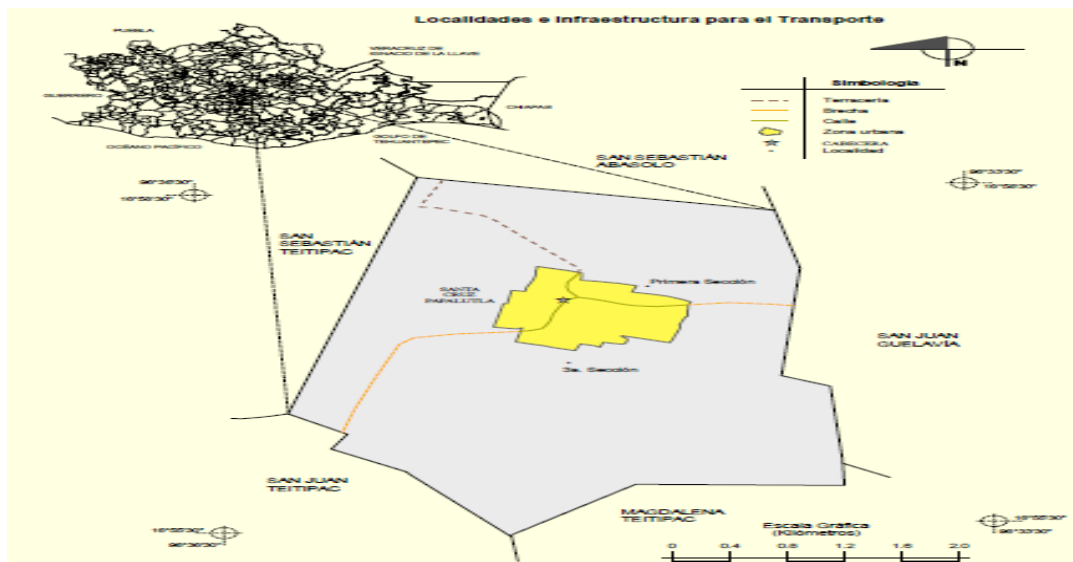 Localidades e Infraestructura para el Transporte
PUEBLA
VERACRUZ DE
IGNACIO DE LA LLAVE
GUERRERO
CHIAPAS
OCÉANO PACÍFICO
GOLFO DE
TEHUANTEPEC
N
Simbología
Terracería
Brecha
Calle
Zona urbana
CABECERA
Localidad
SAN SEBASTIÁN
ABASOLO
SAN
SEBASTIÁN
TEITIPAC
SANTA
CRUZ
PAPALUTLA
Primera Sección
3a. Sección
SAN JUAN
GUELAVÍA
SAN JUAN
TEITIPAC
MAGDALENA
TEITIPAC
Escala Gráfica
(Kilómetros)
0 0.4 0.8 1.2 1.6 2.0